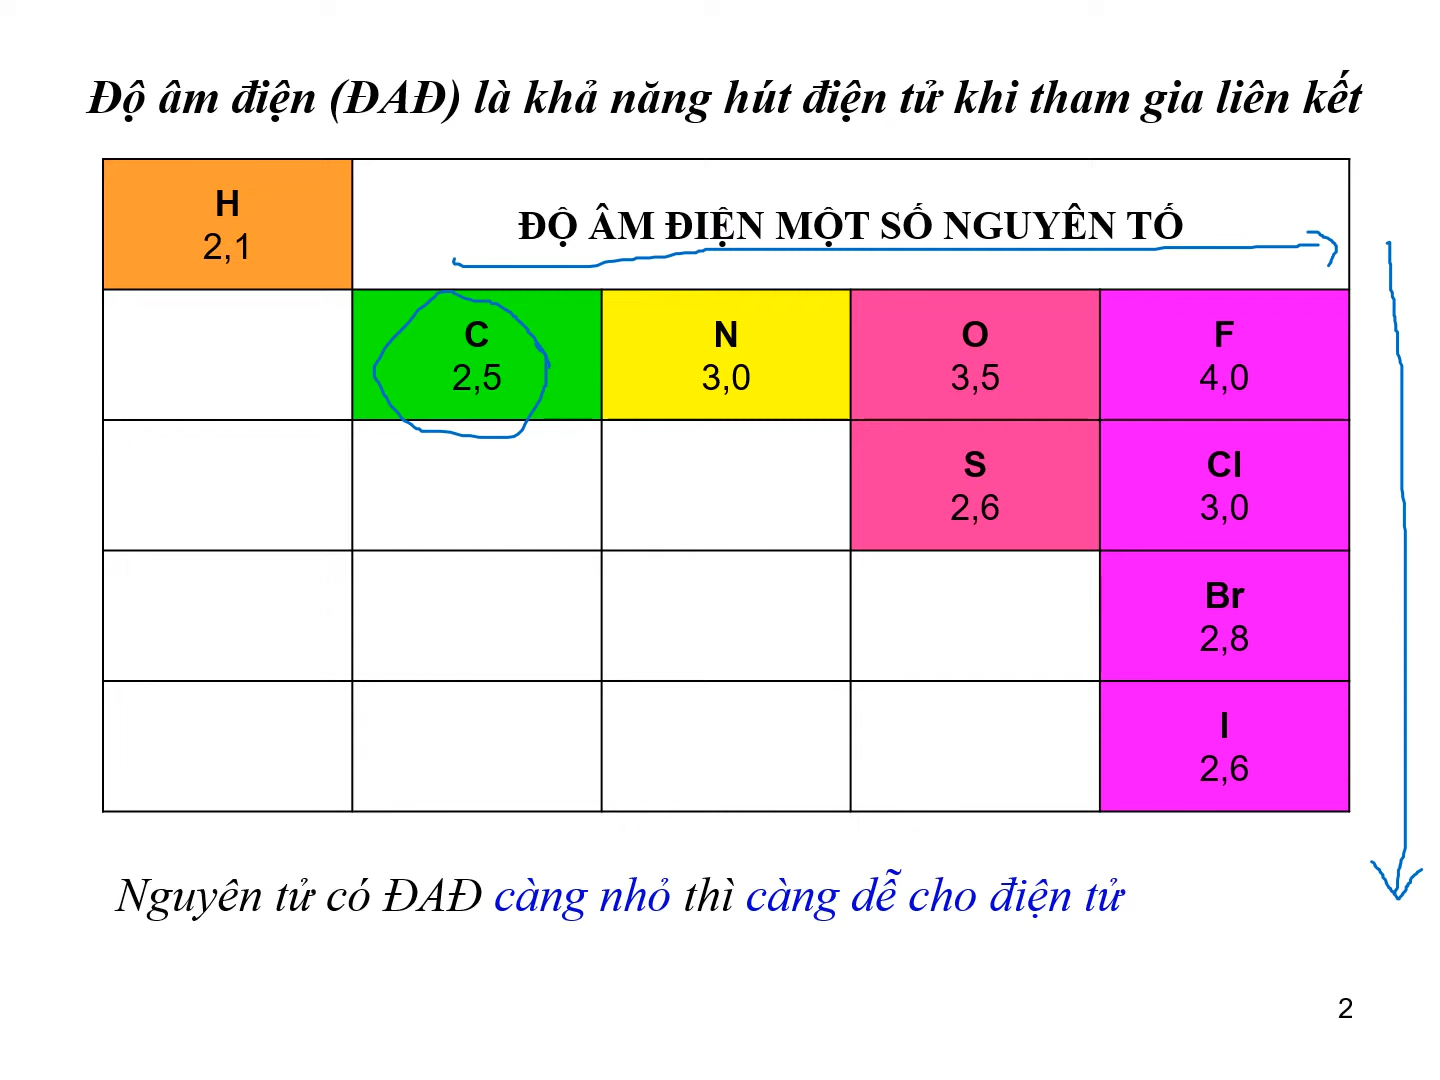 Độ âm điện (ĐAĐ) là khả năng hút điện tử khi tham gia liên kết
H
2,1
ĐỘ ÂM ĐIỆN MỘT SỐ NGUYÊN TỐ
C
2,5
N
3,0
O
3,5
F
4,0
S
2,6
Cl
3,0
Br
2,8
I
2,6
Nguyên tử có ĐAĐ càng nhỏ thì càng dễ cho điện tử
2